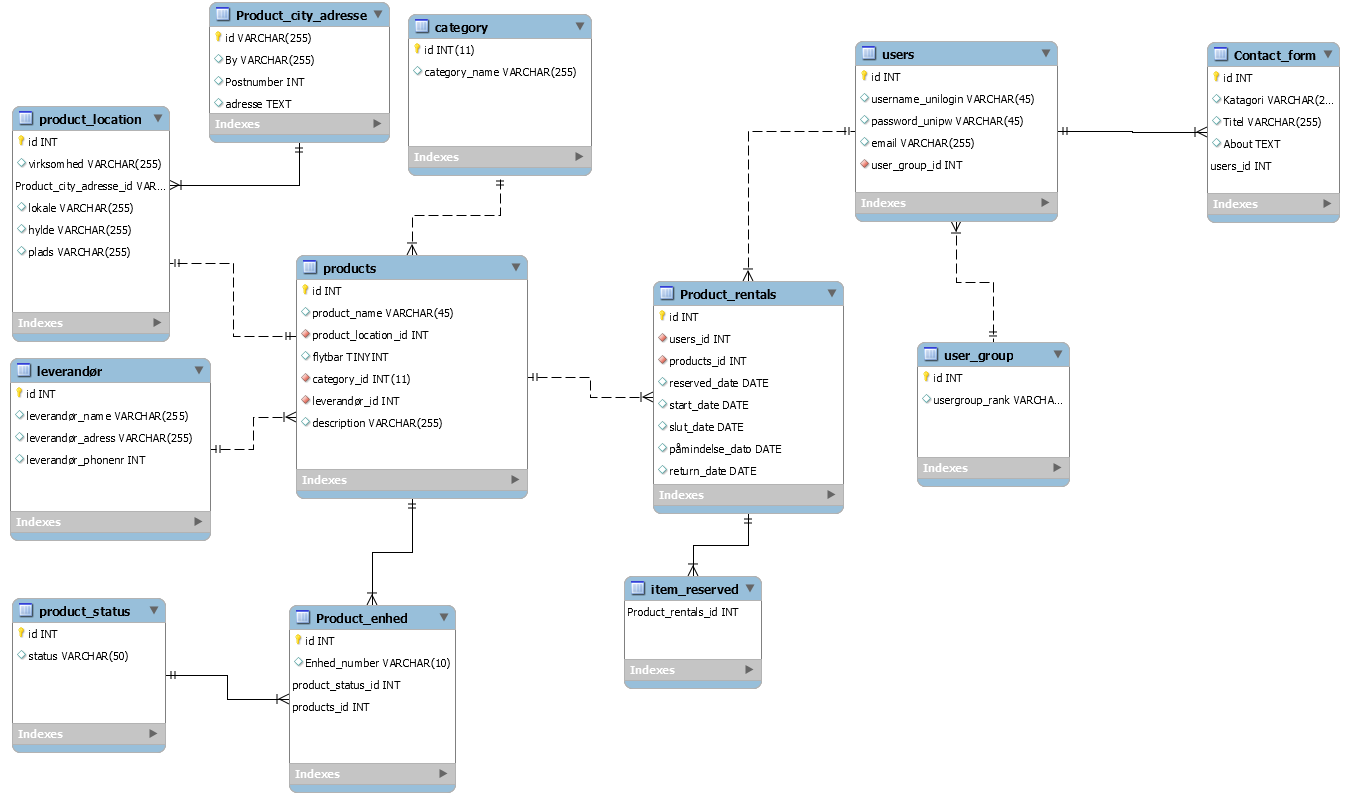 Product_city_adresse
id VARCHAR(255)
By VARCHAR(255)
Postnumber INT
adresse TEXT
Indexes
category
id INT(11)
category_name VARCHAR(255)
Indexes
users
id INT
username_unilogin VARCHAR(45)
password_unipw VARCHAR(45)
email VARCHAR(255)
user_group_id INT
Indexes
Contact_form
id INT
Katagori VARCHAR(2...
Titel VARCHAR(255)
About TEXT
users_id INT
Indexes
product_location
id INT
virksomhed VARCHAR(255)
Product_city_adresse_id VAR...
lokale VARCHAR(255)
hylde VARCHAR(255)
plads VARCHAR(255)
Indexes
products
id INT
product_name VARCHAR(45)
product_location_id INT
flytbar TINYINT
category_id INT(11)
leverandør_id INT
description VARCHAR(255)
Indexes
Product_rentals
id INT
users_id INT
products_id INT
reserved_date DATE
start_date DATE
slut_date DATE
påmindelse_dato DATE
return_date DATE
Indexes
user_group
id INT
usergroup_rank VARCHA...
Indexes
leverandør
id INT
leverandør_name VARCHAR(255)
leverandør_adress VARCHAR(255)
leverandør_phonenr INT
Indexes
product_status
id INT
status VARCHAR(50)
Indexes
Product_enhed
id INT
Enhed_number VARCHAR(10)
product_status_id INT
products_id INT
Indexes
item_reserved
Product_rentals_id INT
Indexes